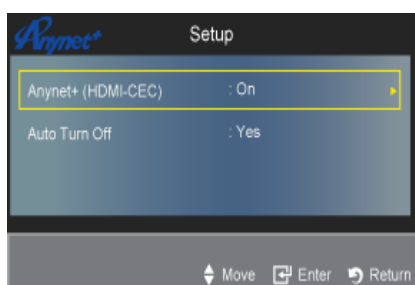 Anynet+ Setup
Anynet+ (HDMI-CEC) : On
Auto Turn Off : Yes
Move Enter Return